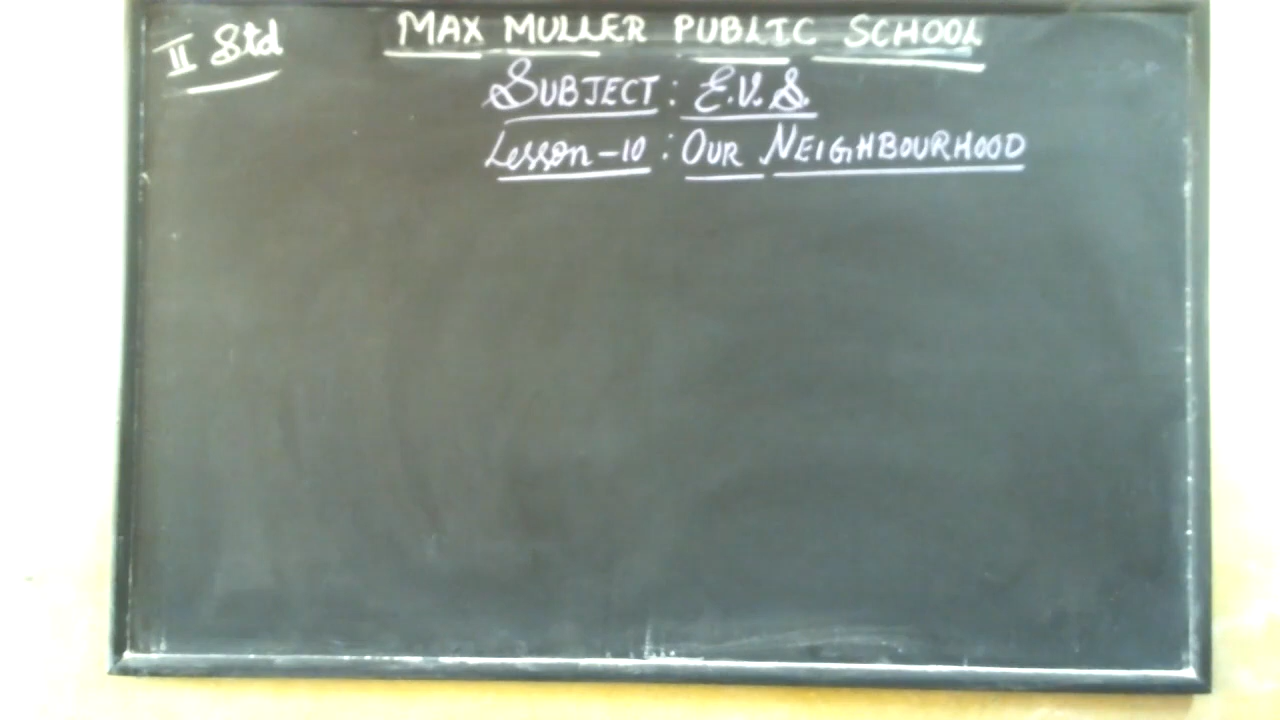 II Std
MAX MULLER PUBLIC SCHOOL
SUBJECT : E.V.S.
Lesson-10 : OUR NEIGHBOURHOOD